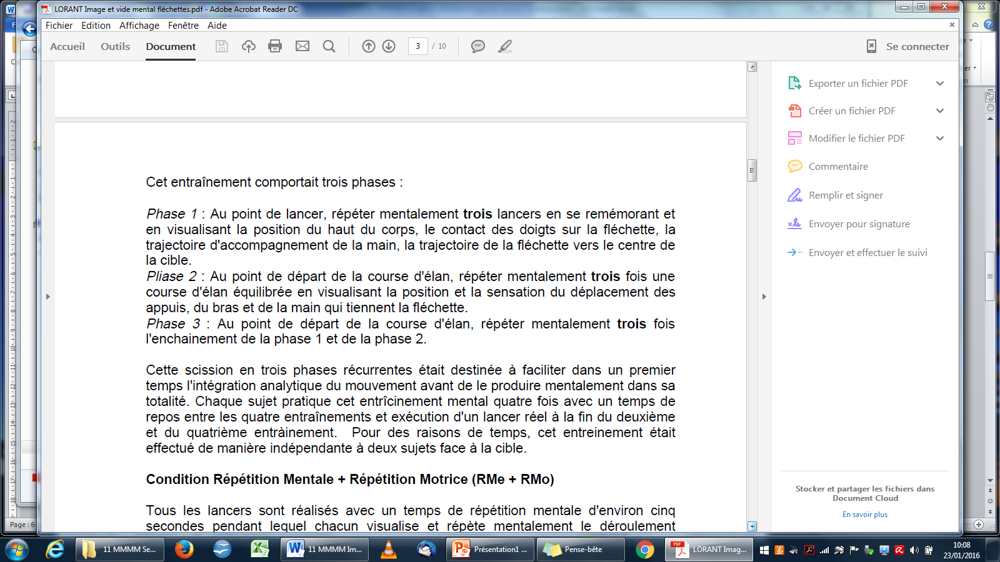 LORANT Image et vide mental fléchettes.pdf - Adobe Acrobat Reader DC
Fichier Edition Affichage Fenêtre Aide
Accueil Outils Document 3 / 10 Se connecter
Exporter un fichier PDF
Créer un fichier PDF
Modifier le fichier PDF
Commentaire
Remplir et signer
Envoyer pour signature
Envoyer et effectuer le suivi
Stocker et partager les fichiers dans
Document Cloud
En savoir plus
Cet entraînement comportait trois phases :
Phase 1 : Au point de lancer, répéter mentalement trois lancers en se remémorant et
en visualisant la position du haut du corps, le contact des doigts sur la fléchette, la
trajectoire d'accompagnement de la main, la trajectoire de la fléchette vers le centre de
la cible.
Pliase 2 : Au point de départ de la course d'élan, répéter mentalement trois fois une
course d'élan équilibrée en visualisant la position et la sensation du déplacement des
appuis, du bras et de la main qui tiennent la fléchette.
Phase 3 : Au point de départ de la course d'élan, répéter mentalement trois fois
l'enchainement de la phase 1 et de la phase 2.
Cette scission en trois phases récurrentes était destinée à faciliter dans un premier
temps l'intégration analytique du mouvement avant de le produire mentalement dans sa
totalité. Chaque sujet pratique cet entrîcinement mental quatre fois avec un temps de
repos entre les quatre entraînements et exécution d'un lancer réel à la fin du deuxième
et du quatrième entràinement. Pour des raisons de temps, cet entreinement était
effectué de manière indépendante à deux sujets face à la cible.
Condition Répétition Mentale + Répétition Motrice (RMe + RMo)
Tous les lancers sont réalisés avec un temps de répétition mentale d'environ cinq
secondes pendant lequel chacun visualise et répète mentalement le déroulement
Page : 6
11 MMMM Se... 11 MMMM Im... Présentation1 ... Pense-bête LORANT Imag...
10:08
23/01/2016